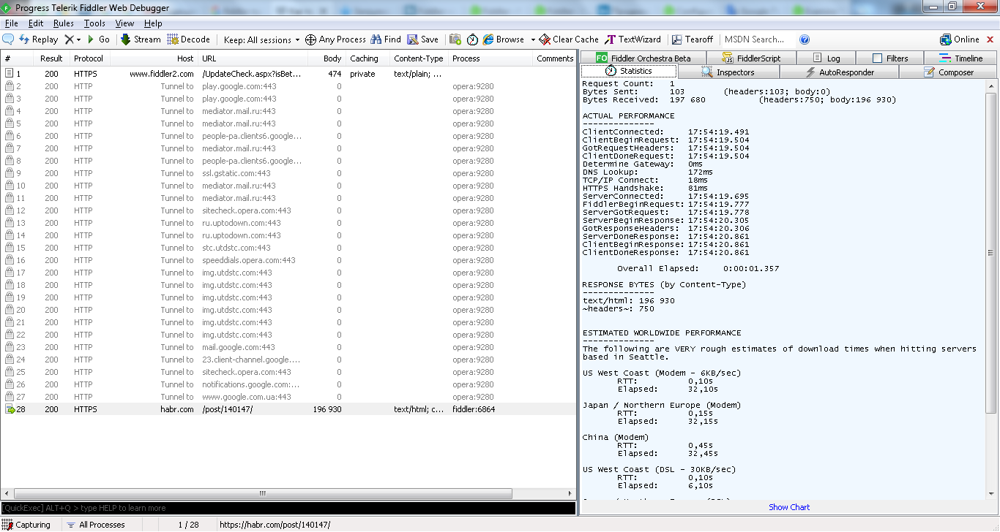 Progress Telerik Fiddler Web Debugger
File Edit Rules Tools View Help
Replay Go Stream Decode Keep: All sessions Any Process Find Save Browse Clear Cache TextWizard Tearoff MSDN Search... Online
# Result Protocol Host URL Body Caching Content-Type Process Comments
1 200 HTTPS www.fiddler2.com /UpdateCheck.aspx?isBet... 474 private text/plain; ...
2 200 HTTP Tunnel to play.google.com:443 0 opera:9280
3 200 HTTP Tunnel to play.google.com:443 0 opera:9280
4 200 HTTP Tunnel to mediator.mail.ru:443 0 opera:9280
5 200 HTTP Tunnel to mediator.mail.ru:443 0 opera:9280
6 200 HTTP Tunnel to people-pa.clients6.google... 0 opera:9280
7 200 HTTP Tunnel to mediator.mail.ru:443 0 opera:9280
8 200 HTTP Tunnel to people-pa.clients6.google... 0 opera:9280
9 200 HTTP Tunnel to ssl.gstatic.com:443 0 opera:9280
10 200 HTTP Tunnel to mediator.mail.ru:443 0 opera:9280
11 200 HTTP Tunnel to mediator.mail.ru:443 0 opera:9280
12 200 HTTP Tunnel to sitecheck.opera.com:443 0 opera:9280
13 200 HTTP Tunnel to ru.uptodown.com:443 0 opera:9280
14 200 HTTP Tunnel to ru.uptodown.com:443 0 opera:9280
15 200 HTTP Tunnel to stc.utdstc.com:443 0 opera:9280
16 200 HTTP Tunnel to speeddials.opera.com:443 0 opera:9280
17 200 HTTP Tunnel to img.utdstc.com:443 0 opera:9280
18 200 HTTP Tunnel to img.utdstc.com:443 0 opera:9280
19 200 HTTP Tunnel to img.utdstc.com:443 0 opera:9280
20 200 HTTP Tunnel to img.utdstc.com:443 0 opera:9280
21 200 HTTP Tunnel to img.utdstc.com:443 0 opera:9280
22 200 HTTP Tunnel to img.utdstc.com:443 0 opera:9280
23 200 HTTP Tunnel to mail.google.com:443 0 opera:9280
24 200 HTTP Tunnel to 23.client-channel.google.... 0 opera:9280
25 200 HTTP Tunnel to sitecheck.opera.com:443 0 opera:9280
26 200 HTTP Tunnel to notifications.google.com:... 0 opera:9280
27 200 HTTP Tunnel to www.google.com.ua:443 0 opera:9280
28 200 HTTPS habr.com /post/140147/ 196 930 text/html; c... fiddler:6864
[QuickExec] ALT+Q > type HELP to learn more
FO Fiddler Orchestra Beta FiddlerScript Log Filters Timeline
Statistics Inspectors AutoResponder Composer
Request Count: 1
Bytes Sent: 103 (headers:103; body:0)
Bytes Received: 197 680 (headers:750; body:196 930)
ACTUAL PERFORMANCE
--------------
ClientConnected: 17:54:19.491
ClientBeginRequest: 17:54:19.504
GotRequestHeaders: 17:54:19.504
ClientDoneRequest: 17:54:19.504
Determine Gateway: 0ms
DNS Lookup: 172ms
TCP/IP Connect: 18ms
HTTPS Handshake: 81ms
ServerConnected: 17:54:19.695
FiddlerBeginRequest: 17:54:19.777
ServerGotRequest: 17:54:19.778
ServerBeginResponse: 17:54:20.305
GotResponseHeaders: 17:54:20.306
ServerDoneResponse: 17:54:20.861
ClientBeginResponse: 17:54:20.861
ClientDoneResponse: 17:54:20.861
Overall Elapsed: 0:00:01.357
RESPONSE BYTES (by Content-Type)
--------------
text/html: 196 930
~headers~: 750
ESTIMATED WORLDWIDE PERFORMANCE
--------------
The following are VERY rough estimates of download times when hitting servers
based in Seattle.
US West Coast (Modem - 6KB/sec)
RTT: 0,10s
Elapsed: 32,10s
Japan / Northern Europe (Modem)
RTT: 0,15s
Elapsed: 32,15s
China (Modem)
RTT: 0,45s
Elapsed: 32,45s
US West Coast (DSL - 30KB/sec)
RTT: 0,10s
Elapsed: 6,10s
Show Chart
Capturing All Processes 1 / 28 https://habr.com/post/140147/